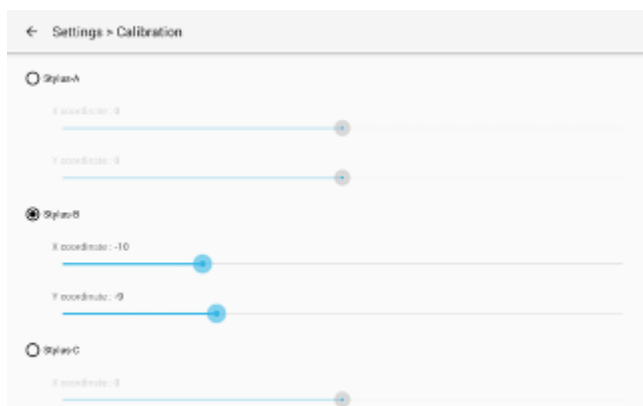 Settings > Calibration
Stylus-A
X coordinate : 0
Y coordinate : 0
Stylus-B
X coordinate : -10
Y coordinate : -9
Stylus-C
X coordinate : 0